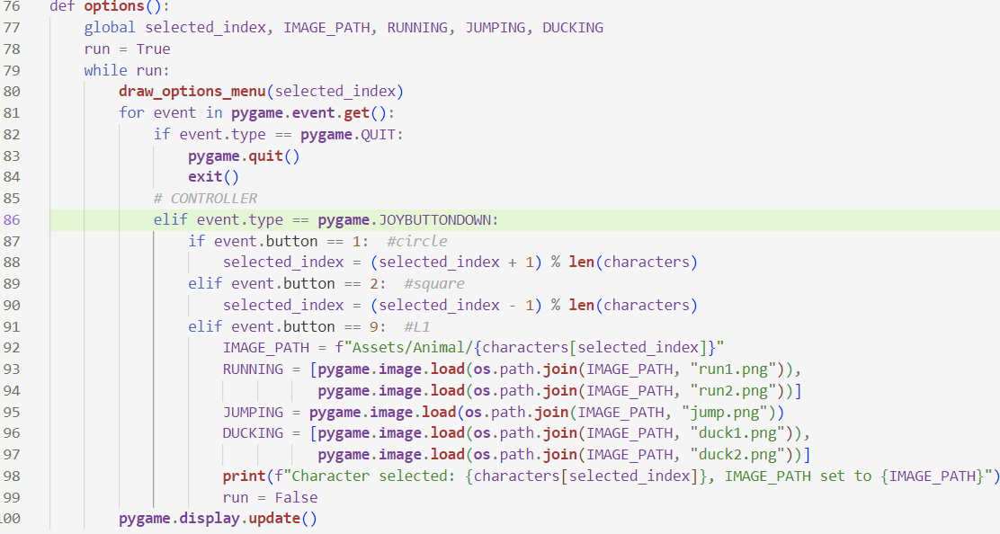 76 def options():
77 global selected_index, IMAGE_PATH, RUNNING, JUMPING, DUCKING
78 run = True
79 while run:
80 draw_options_menu(selected_index)
81 for event in pygame.event.get():
82 if event.type == pygame.QUIT:
83 pygame.quit()
84 exit()
85 # CONTROLLER
86 elif event.type == pygame.JOYBUTTONDOWN:
87 if event.button == 1:  #circle
88 selected_index = (selected_index + 1) % len(characters)
89 elif event.button == 2:  #square
90 selected_index = (selected_index - 1) % len(characters)
91 elif event.button == 9:  #L1
92 IMAGE_PATH = f"Assets/Animal/{characters[selected_index]}"
93 RUNNING = [pygame.image.load(os.path.join(IMAGE_PATH, "run1.png")),
94 pygame.image.load(os.path.join(IMAGE_PATH, "run2.png"))]
95 JUMPING = pygame.image.load(os.path.join(IMAGE_PATH, "jump.png"))
96 DUCKING = [pygame.image.load(os.path.join(IMAGE_PATH, "duck1.png")),
97 pygame.image.load(os.path.join(IMAGE_PATH, "duck2.png"))]
98 print(f"Character selected: {characters[selected_index]}, IMAGE_PATH set to {IMAGE_PATH}")
99 run = False
100 pygame.display.update()